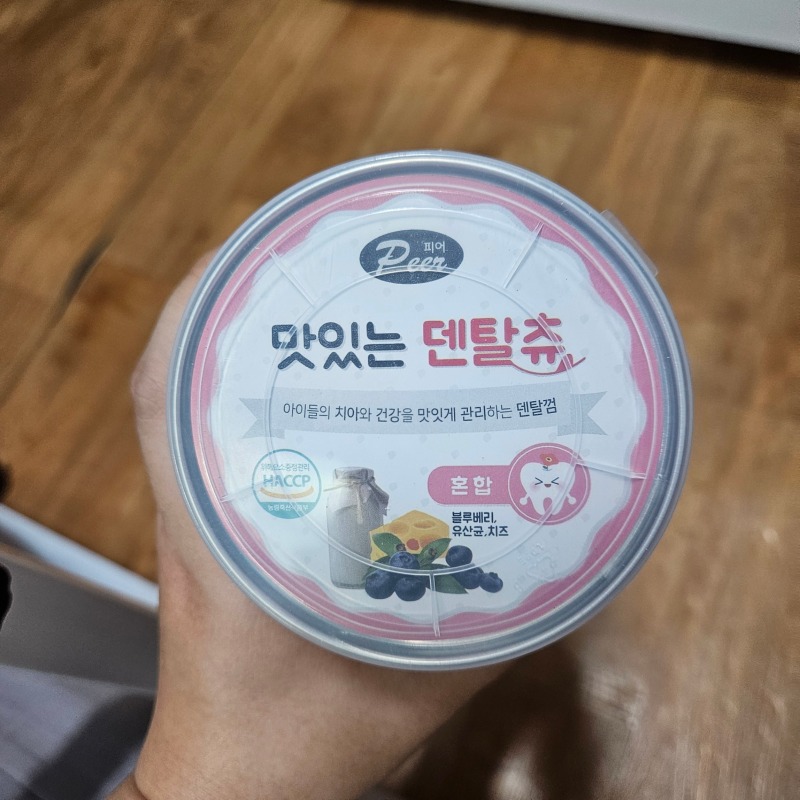 Peer 피어
맛있는 덴탈츄
아이들의 치아와 건강을 맛있게 관리하는 덴탈껌
HACCP
혼합
블루베리,
유산균,치즈